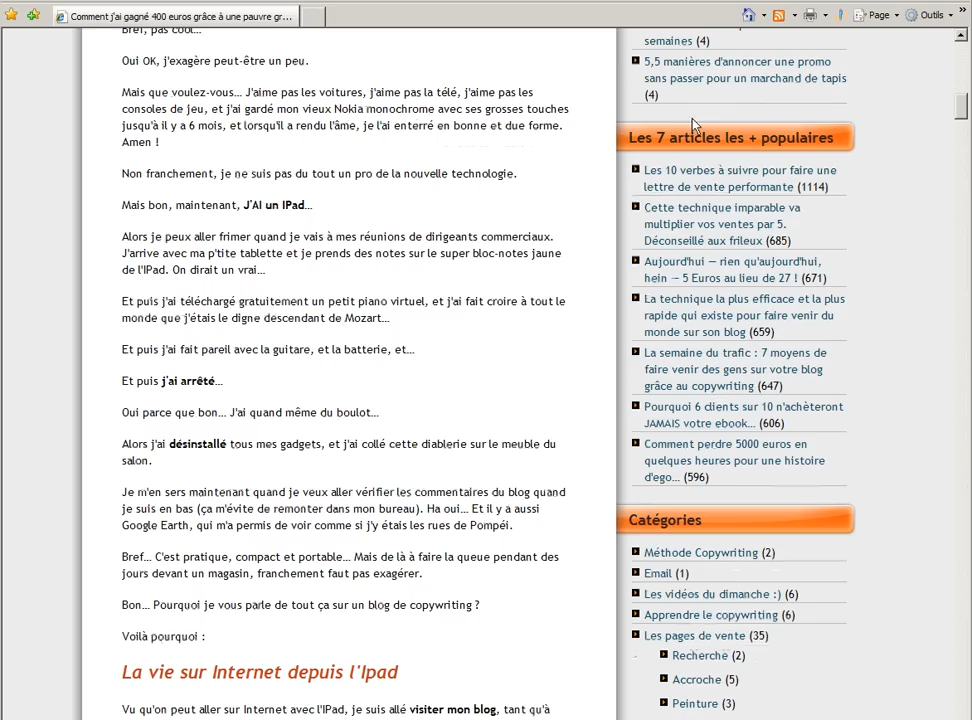 Comment j'ai gagné 400 euros grâce à une pauvre gr...
Page
Outils
Bref, pas cool...
Oui OK, j'exagère peut-être un peu.
Mais que voulez-vous... J'aime pas les voitures, j'aime pas la télé, j'aime pas les
consoles de jeu, et j'ai gardé mon vieux Nokia monochrome avec ses grosses touches
jusqu'à il y a 6 mois, et lorsqu'il a rendu l'âme, je l'ai enterré en bonne et due forme.
Amen !
Non franchement, je ne suis pas du tout un pro de la nouvelle technologie.
Mais bon, maintenant, J'AI un IPad...
Alors je peux aller frimer quand je vais à mes réunions de dirigeants commerciaux.
J'arrive avec ma p'tite tablette et je prends des notes sur le super bloc-notes jaune
de l'IPad. On dirait un vrai...
Et puis j'ai téléchargé gratuitement un petit piano virtuel, et j'ai fait croire à tout le
monde que j'étais le digne descendant de Mozart...
Et puis j'ai fait pareil avec la guitare, et la batterie, et...
Et puis j'ai arrêté...
Oui parce que bon... J'ai quand même du boulot...
Alors j'ai désinstallé tous mes gadgets, et j'ai collé cette diablerie sur le meuble du
salon.
Je m'en sers maintenant quand je veux aller vérifier les commentaires du blog quand
je suis en bas (ça m'évite de remonter dans mon bureau). Ha oui... Et il y a aussi
Google Earth, qui m'a permis de voir comme si j'y étais les rues de Pompéi.
Bref... C'est pratique, compact et portable... Mais de là à faire la queue pendant des
jours devant un magasin, franchement faut pas exagérer.
Bon... Pourquoi je vous parle de tout ça sur un blog de copywriting ?
Voilà pourquoi :
La vie sur Internet depuis l'Ipad
Vu qu'on peut aller sur Internet avec l'IPad, je suis allé visiter mon blog, tant qu'à
semaines (4)
5,5 manières d'annoncer une promo
sans passer pour un marchand de tapis
(4)
Les 7 articles les + populaires
Les 10 verbes à suivre pour faire une
lettre de vente performante (1114)
Cette technique imparable va
multiplier vos ventes par 5.
Déconseillé aux frileux (685)
Aujourd'hui – rien qu'aujourd'hui,
hein – 5 Euros au lieu de 27 ! (671)
La technique la plus efficace et la plus
rapide qui existe pour faire venir du
monde sur son blog (659)
La semaine du trafic : 7 moyens de
faire venir des gens sur votre blog
grâce au copywriting (647)
Pourquoi 6 clients sur 10 n'achèteront
JAMAIS votre ebook... (606)
Comment perdre 5000 euros en
quelques heures pour une histoire
d'ego... (596)
Catégories
Méthode Copywriting (2)
Email (1)
Les vidéos du dimanche :) (6)
Apprendre le copywriting (6)
Les pages de vente (35)
Recherche (2)
Accroche (5)
Peinture (3)